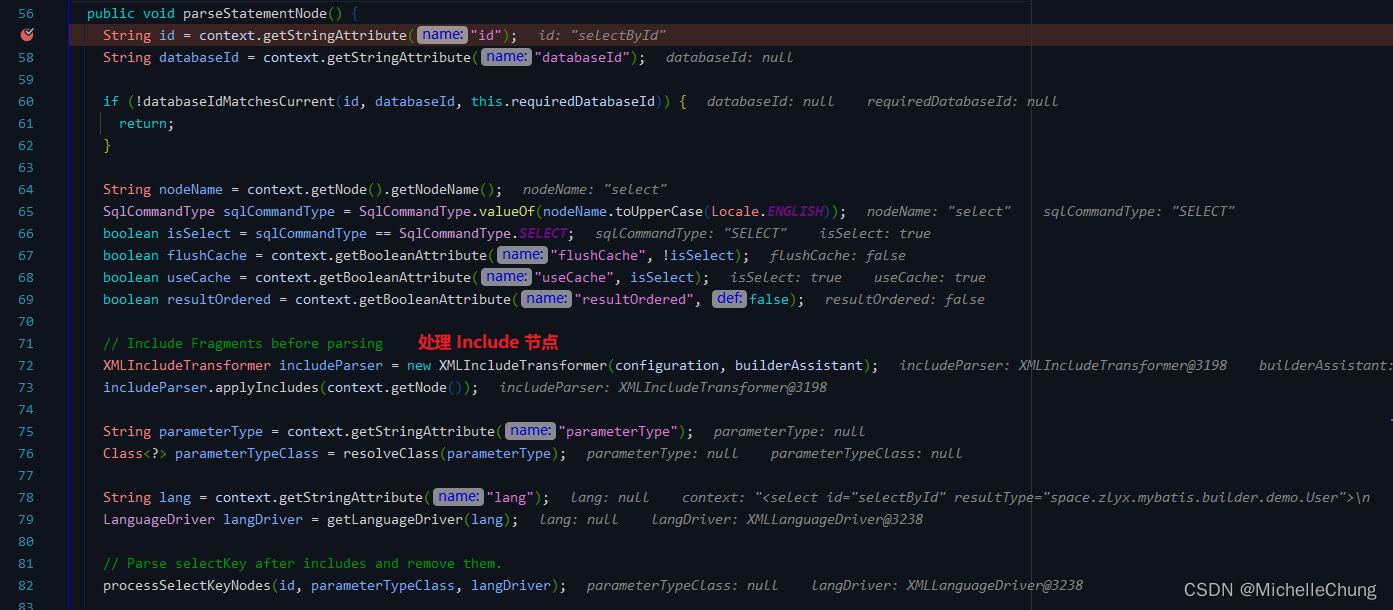 56 public void parseStatementNode() {
String id = context.getStringAttribute( name: "id"); id: "selectById"
58 String databaseId = context.getStringAttribute( name: "databaseId"); databaseId: null
59
60 if (!databaseIdMatchesCurrent(id, databaseId, this.requiredDatabaseId)) { databaseId: null requiredDatabaseId: null
61 return;
62 }
63
64 String nodeName = context.getNode().getNodeName(); nodeName: "select"
65 SqlCommandType sqlCommandType = SqlCommandType.valueOf(nodeName.toUpperCase(Locale.ENGLISH)); nodeName: "select" sqlCommandType: "SELECT"
66 boolean isSelect = sqlCommandType == SqlCommandType.SELECT; sqlCommandType: "SELECT" isSelect: true
67 boolean flushCache = context.getBooleanAttribute( name: "flushCache", !isSelect); flushCache: false
68 boolean useCache = context.getBooleanAttribute( name: "useCache", isSelect); isSelect: true useCache: true
69 boolean resultOrdered = context.getBooleanAttribute( name: "resultOrdered", def: false); resultOrdered: false
70
71 // Include Fragments before parsing 处理 Include 节点
72 XMLIncludeTransformer includeParser = new XMLIncludeTransformer(configuration, builderAssistant); includeParser: XMLIncludeTransformer@3198 builderAssistant:
73 includeParser.applyIncludes(context.getNode()); includeParser: XMLIncludeTransformer@3198
74
75 String parameterType = context.getStringAttribute( name: "parameterType"); parameterType: null
76 Class<?> parameterTypeClass = resolveClass(parameterType); parameterType: null parameterTypeClass: null
77
78 String lang = context.getStringAttribute( name: "lang"); lang: null context: "<select id="selectById" resultType="space.zlyx.mybatis.builder.demo.User">\n
79 LanguageDriver langDriver = getLanguageDriver(lang); lang: null langDriver: XMLLanguageDriver@3238
80
81 // Parse selectKey after includes and remove them.
82 processSelectKeyNodes(id, parameterTypeClass, langDriver); parameterTypeClass: null langDriver: XMLLanguageDriver@3238
83
CSDN @MichelleChung